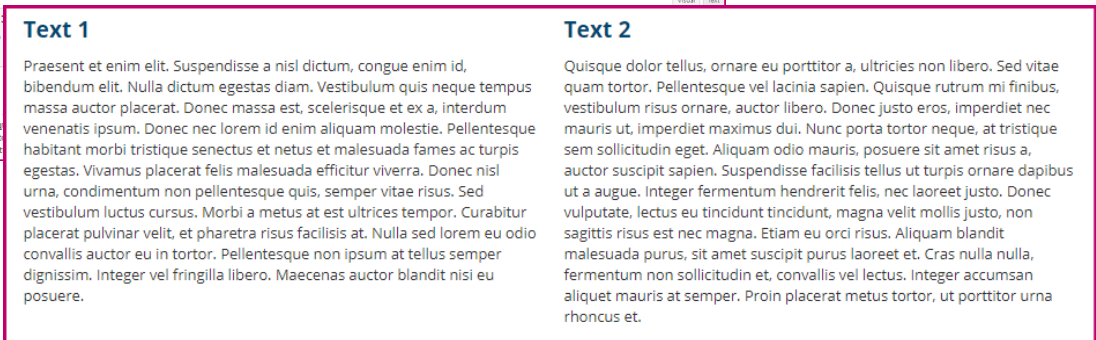 Visual Text
Text 1
Praesent et enim elit. Suspendisse a nisl dictum, congue enim id,
bibendum elit. Nulla dictum egestas diam. Vestibulum quis neque tempus
massa auctor placerat. Donec massa est, scelerisque et ex a, interdum
venenatis ipsum. Donec nec lorem id enim aliquam molestie. Pellentesque
habitant morbi tristique senectus et netus et malesuada fames ac turpis
egestas. Vivamus placerat felis malesuada efficitur viverra. Donec nisl
urna, condimentum non pellentesque quis, semper vitae risus. Sed
vestibulum luctus cursus. Morbi a metus at est ultrices tempor. Curabitur
placerat pulvinar velit, et pharetra risus facilisis at. Nulla sed lorem eu odio
convallis auctor eu in tortor. Pellentesque non ipsum at tellus semper
dignissim. Integer vel fringilla libero. Maecenas auctor blandit nisi eu
posuere.
Text 2
Quisque dolor tellus, ornare eu porttitor a, ultricies non libero. Sed vitae
quam tortor. Pellentesque vel lacinia sapien. Quisque rutrum mi finibus,
vestibulum risus ornare, auctor libero. Donec justo eros, imperdiet nec
mauris ut, imperdiet maximus dui. Nunc porta tortor neque, at tristique
sem sollicitudin eget. Aliquam odio mauris, posuere sit amet risus a,
auctor suscipit sapien. Suspendisse facilisis tellus ut turpis ornare dapibus
ut a augue. Integer fermentum hendrerit felis, nec laoreet justo. Donec
vulputate, lectus eu tincidunt tincidunt, magna velit mollis justo, non
sagittis risus est nec magna. Etiam eu orci risus. Aliquam blandit
malesuada purus, sit amet suscipit purus laoreet et. Cras nulla nulla,
fermentum non sollicitudin et, convallis vel lectus. Integer accumsan
aliquet mauris at semper. Proin placerat metus tortor, ut porttitor urna
rhoncus et.